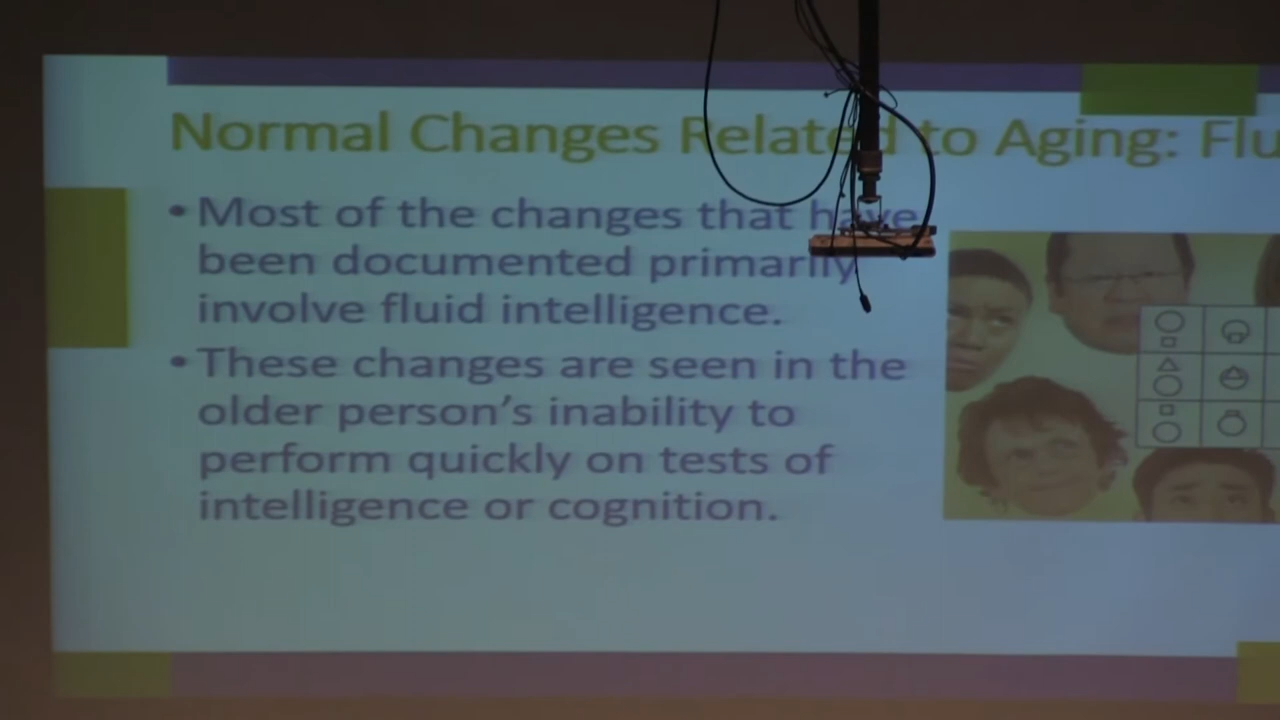 Normal Changes Related to Aging: Flu
• Most of the changes that have
been documented primarily
involve fluid intelligence.
• These changes are seen in the
older person's inability to
perform quickly on tests of
intelligence or cognition.